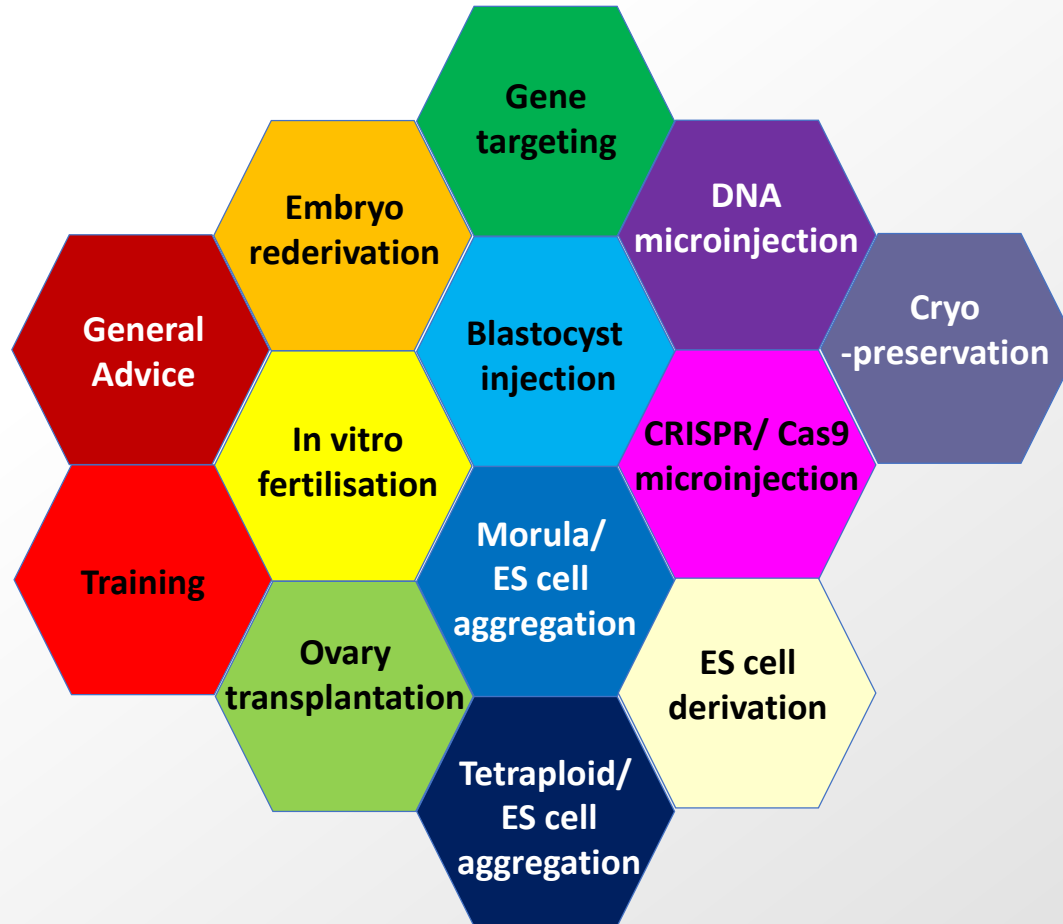 Gene
targeting
Embryo
rederivation
DNA
microinjection
General
Advice
Blastocyst
injection
Cryo
-preservation
In vitro
fertilisation
CRISPR/ Cas9
microinjection
Training
Morula/
ES cell
aggregation
Ovary
transplantation
ES cell
derivation
Tetraploid/
ES cell
aggregation